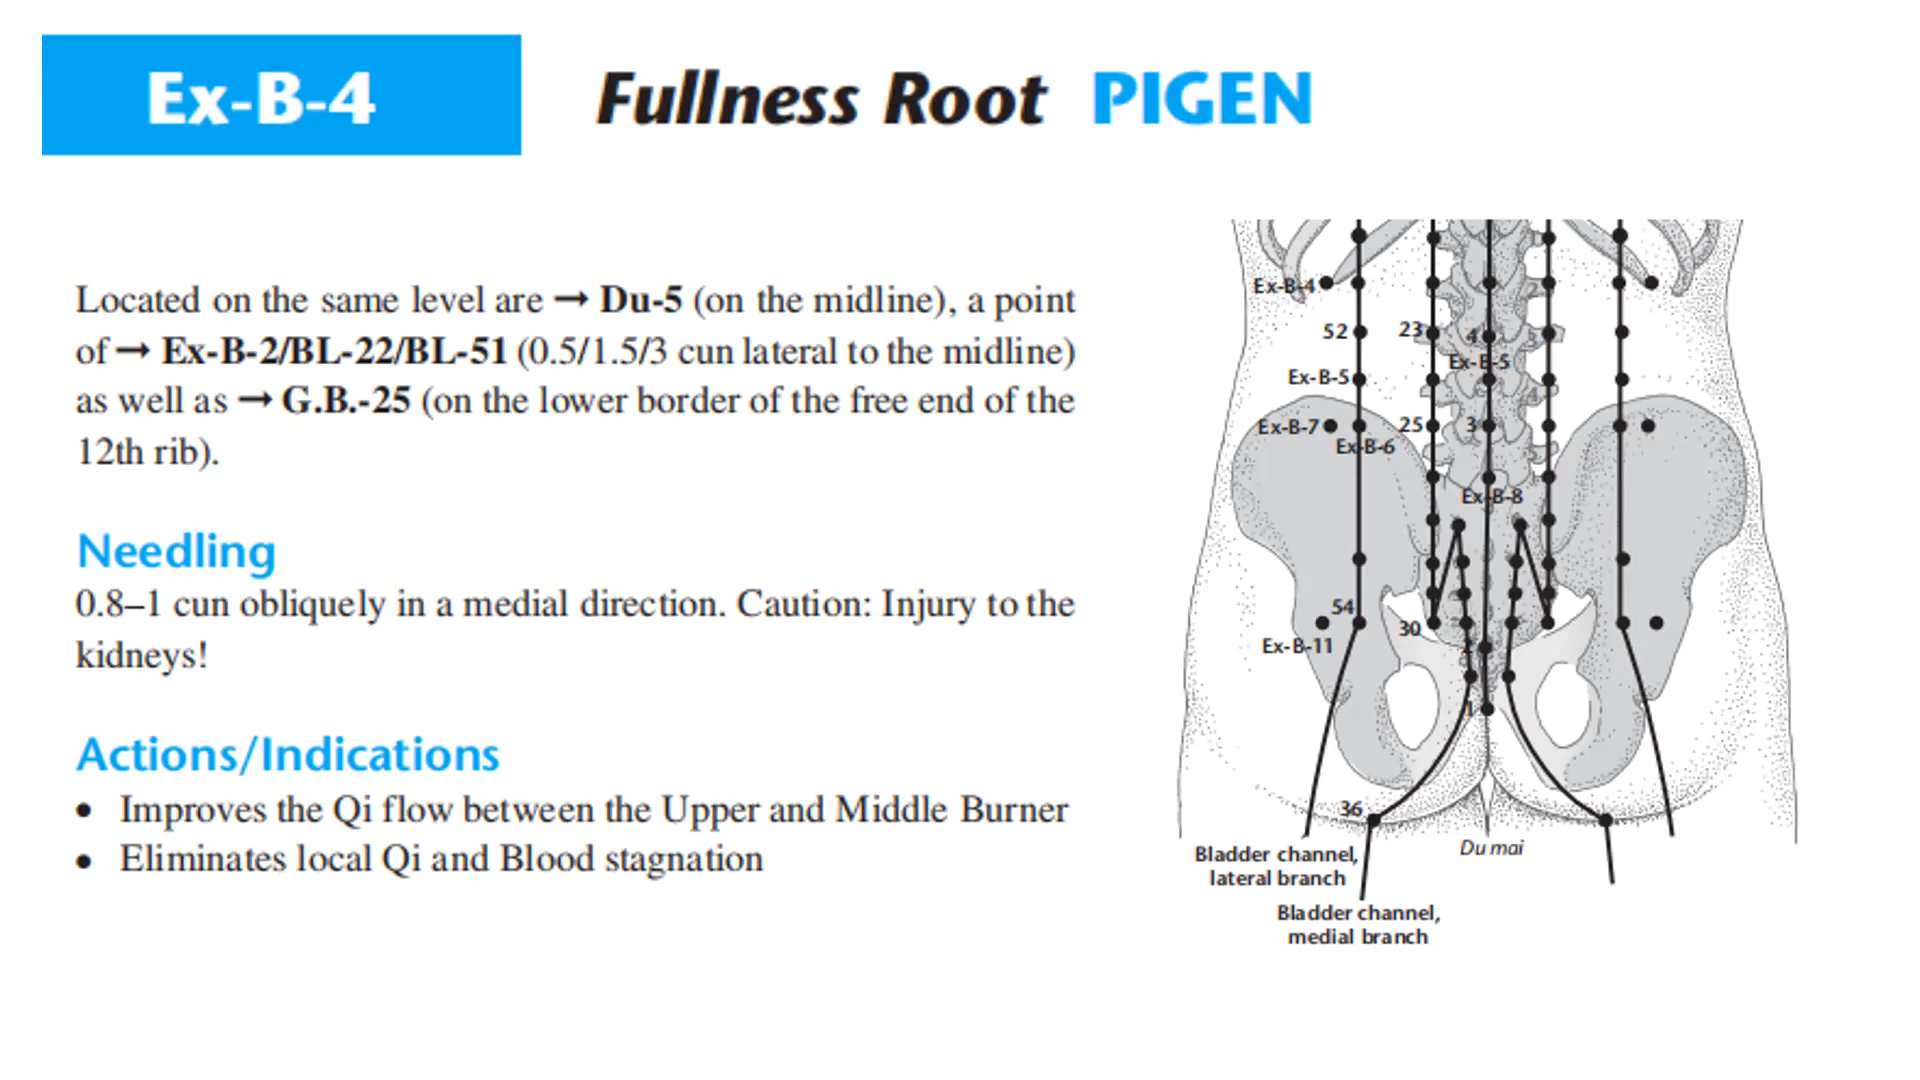 Ex-B-4
Fullness Root PIGEN
Located on the same level are → Du-5 (on the midline), a point
of → Ex-B-2/BL-22/BL-51 (0.5/1.5/3 cun lateral to the midline)
as well as → G.B.-25 (on the lower border of the free end of the
12th rib).
Needling
0.8–1 cun obliquely in a medial direction. Caution: Injury to the
kidneys!
Actions/Indications
• Improves the Qi flow between the Upper and Middle Burner
• Eliminates local Qi and Blood stagnation
Ex-B-4
2
52
23
4
3
Ex-B-5
Ex-B-5
4
Ex-B-7
25
3
Ex-B-6
5
Ex-B-8
54
30
Ex-B-11
2
1
36
Du mai
Bladder channel,
lateral branch
Bladder channel,
medial branch